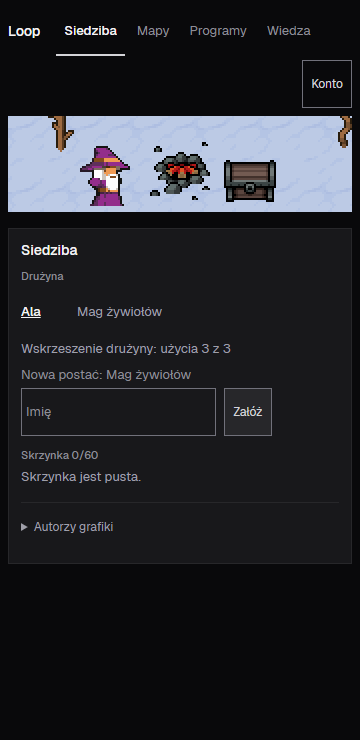 Loop Siedziba Mapy Programy Wiedza
Konto
Siedziba
Drużyna
Ala Mag żywiołów
Wskrzeszenie drużyny: użycia 3 z 3
Nowa postać: Mag żywiołów
Imię Załóż
Skrzynka 0/60
Skrzynka jest pusta.
Autorzy grafiki